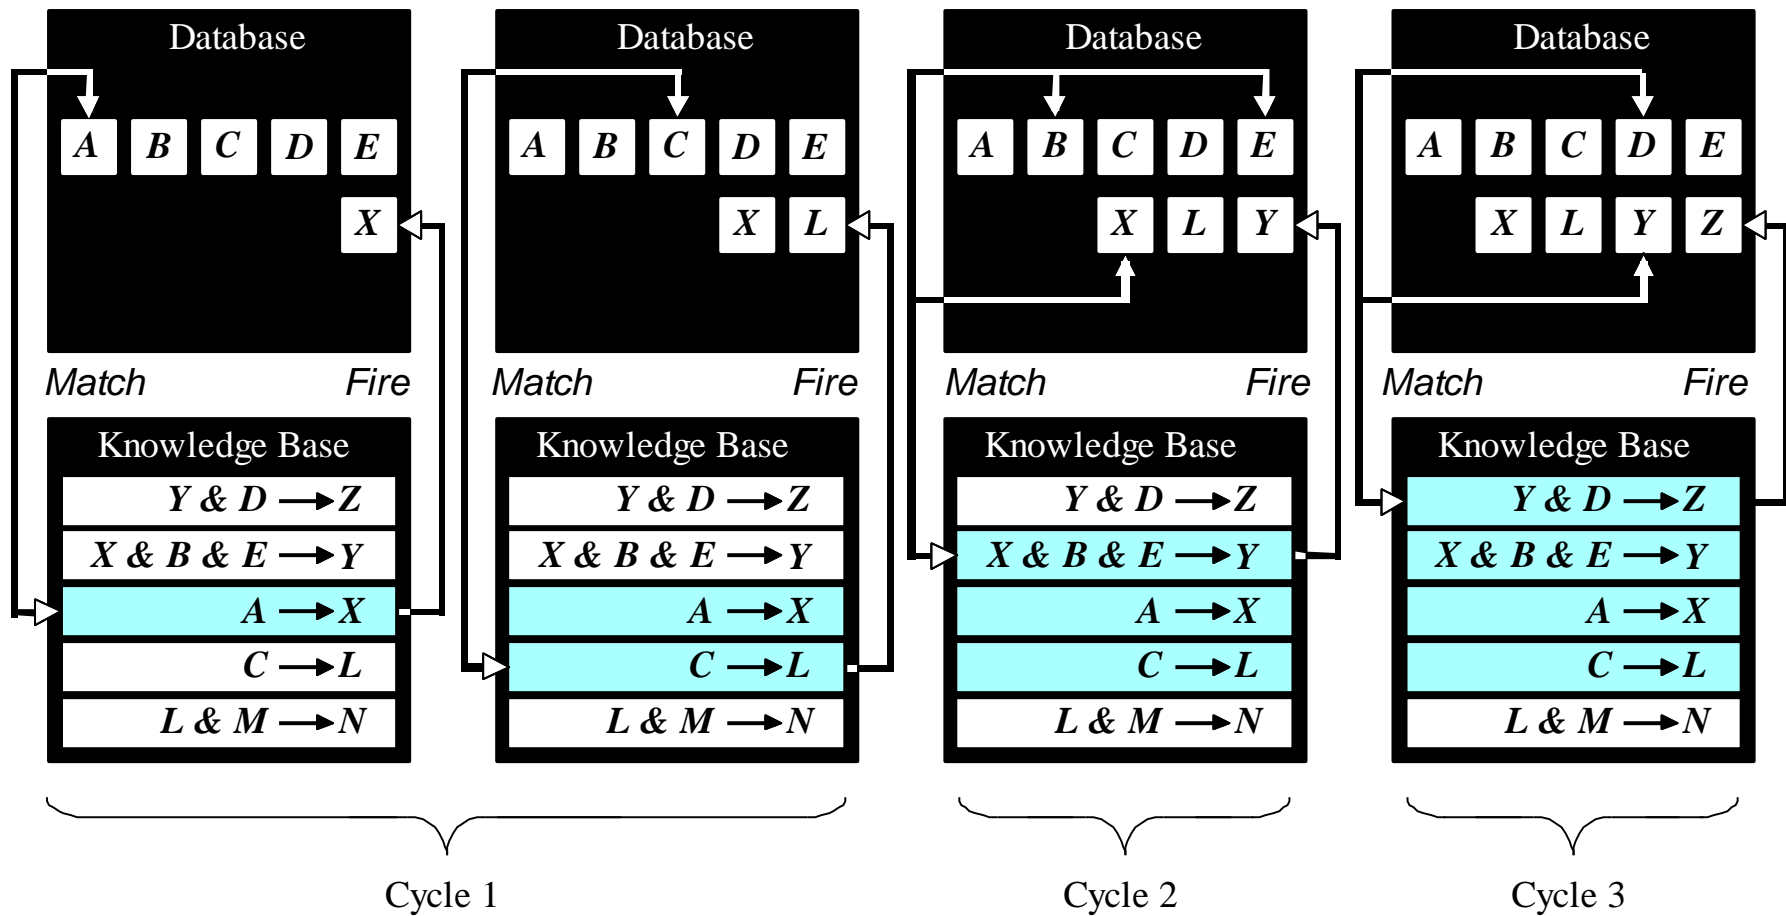 Database
A B C D E
X
Match Fire
Knowledge Base
Y & D → Z
X & B & E → Y
A → X
C → L
L & M → N
Database
A B C D E
X L
Match Fire
Knowledge Base
Y & D → Z
X & B & E → Y
A → X
C → L
L & M → N
Cycle 1
Database
A B C D E
X L Y
Match Fire
Knowledge Base
Y & D → Z
X & B & E → Y
A → X
C → L
L & M → N
Cycle 2
Database
A B C D E
X L Y Z
Match Fire
Knowledge Base
Y & D → Z
X & B & E → Y
A → X
C → L
L & M → N
Cycle 3